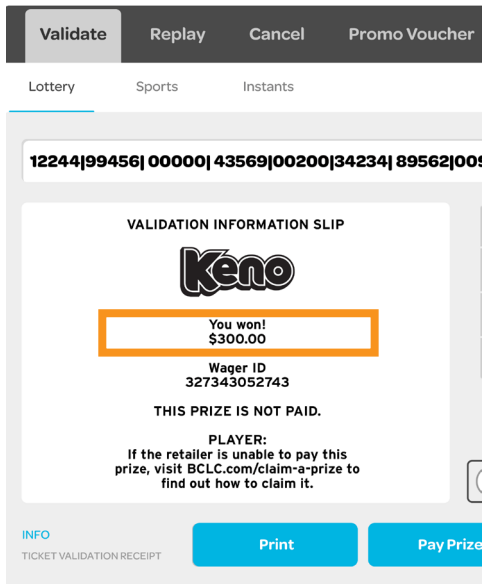 Validate Replay Cancel Promo Voucher
Lottery Sports Instants
12244|99456| 00000| 43569|00200|34234| 89562|009
VALIDATION INFORMATION SLIP
Keno
You won!
$300.00
Wager ID
327343052743
THIS PRIZE IS NOT PAID.
PLAYER:
If the retailer is unable to pay this
prize, visit BCLC.com/claim-a-prize to
find out how to claim it.
INFO
TICKET VALIDATION RECEIPT
Print Pay Prize